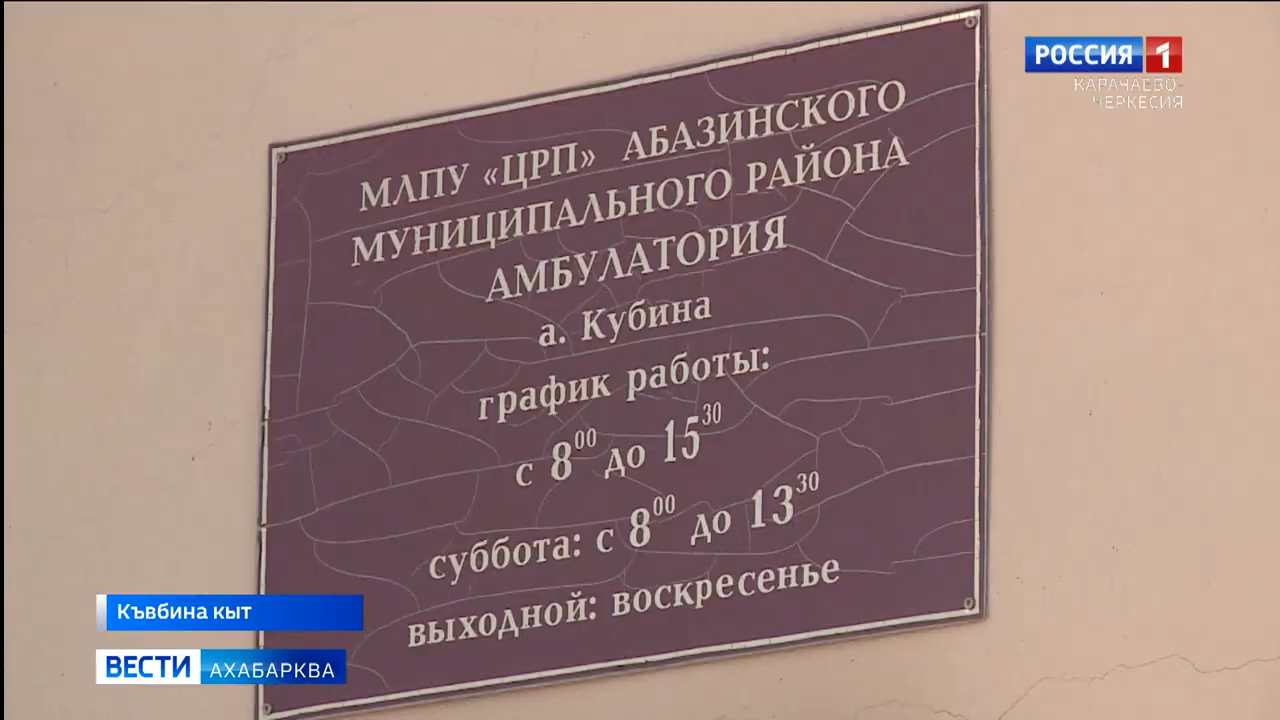 РОССИЯ 1
КАРАЧАЕВО-
ЧЕРКЕСИЯ
МЛПУ «ЦРП» АБАЗИНСКОГО
МУНИЦИПАЛЬНОГО РАЙОНА
АМБУЛАТОРИЯ
а. Кубина
график работы:
с 8⁰⁰ до 15³⁰
суббота: с 8⁰⁰ до 13³⁰
выходной: воскресенье
Къвбина кыт
ВЕСТИ АХАБАРКВА